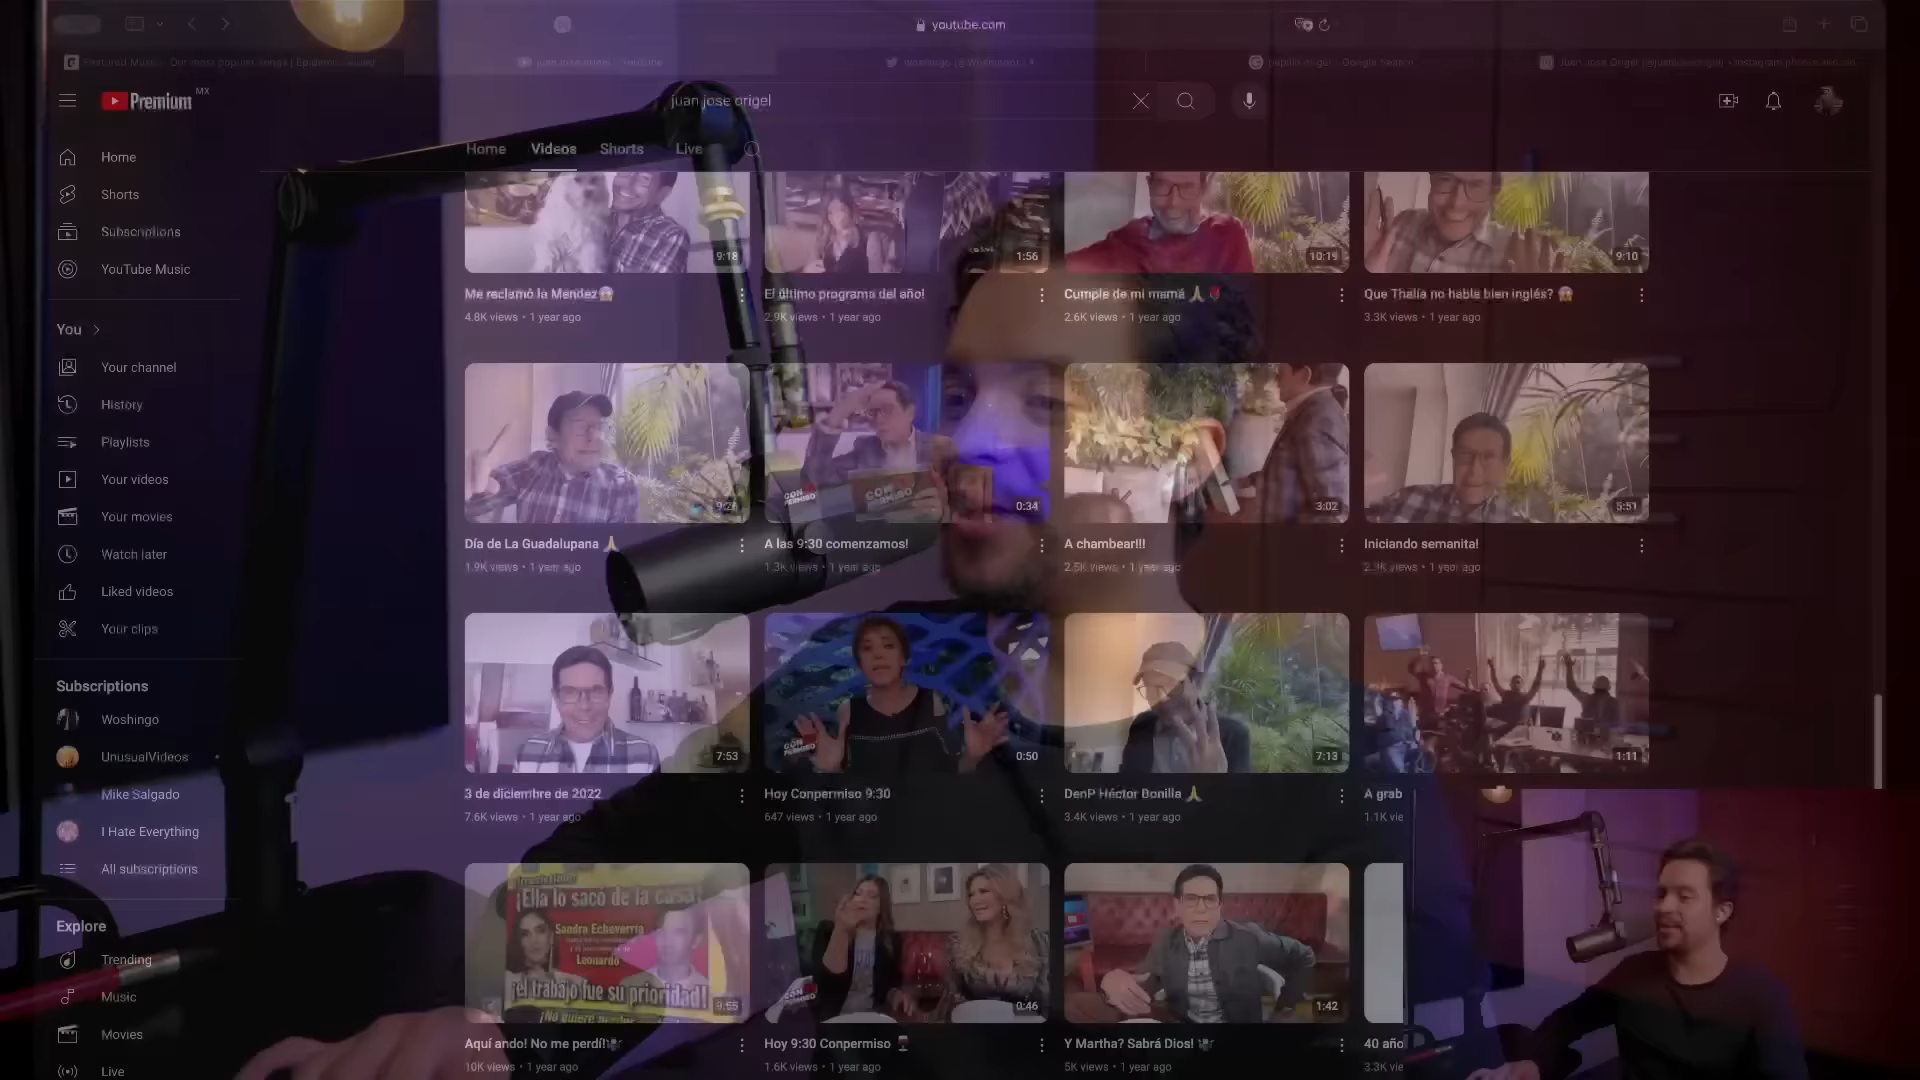 youtube.com
Premium MX
juan jose origel
Home Videos Shorts Live
Home
Shorts
Subscriptions
YouTube Music
You
Your channel
History
Playlists
Your videos
Your movies
Watch later
Liked videos
Your clips
Subscriptions
Woshingo
UnusualVideos
Mike Salgado
I Hate Everything
All subscriptions
Explore
Trending
Music
Movies
Live
9:18
1:56
10:19
9:10
Me reclamó la Mendez😱
4.8K views • 1 year ago
El último programa del año!
2.9K views • 1 year ago
Cumple de mi mamá 🙏🌹
2.6K views • 1 year ago
Que Thalía no habla bien inglés? 😱
3.3K views • 1 year ago
CON PERMISO
0:34
3:02
5:51
Día de La Guadalupana 🙏
1.9K views • 1 year ago
A las 9:30 comenzamos!
1.3K views • 1 year ago
A chambear!!!
2.5K views • 1 year ago
Iniciando semanita!
views • 1 year ago
7:53
CON PERMISO
0:50
7:13
1:11
3 de diciembre de 2022
7.6K views • 1 year ago
Hoy Conpermiso 9:30
647 views • 1 year ago
DenP Héctor Bonilla 🙏
3.4K views • 1 year ago
A grab
1.1K vie
¡Ella lo sacó de la casa!
Sandra Echeverría
Leonardo
¡el trabajo fue su prioridad!
9:55
CON PERMISO
0:46
1:42
Aquí ando! No me perdí!
10K views • 1 year ago
Hoy 9:30 Conpermiso 🍷
1.6K views • 1 year ago
Y Martha? Sabrá Dios!
5K views • 1 year ago
40 año
3.3K vie